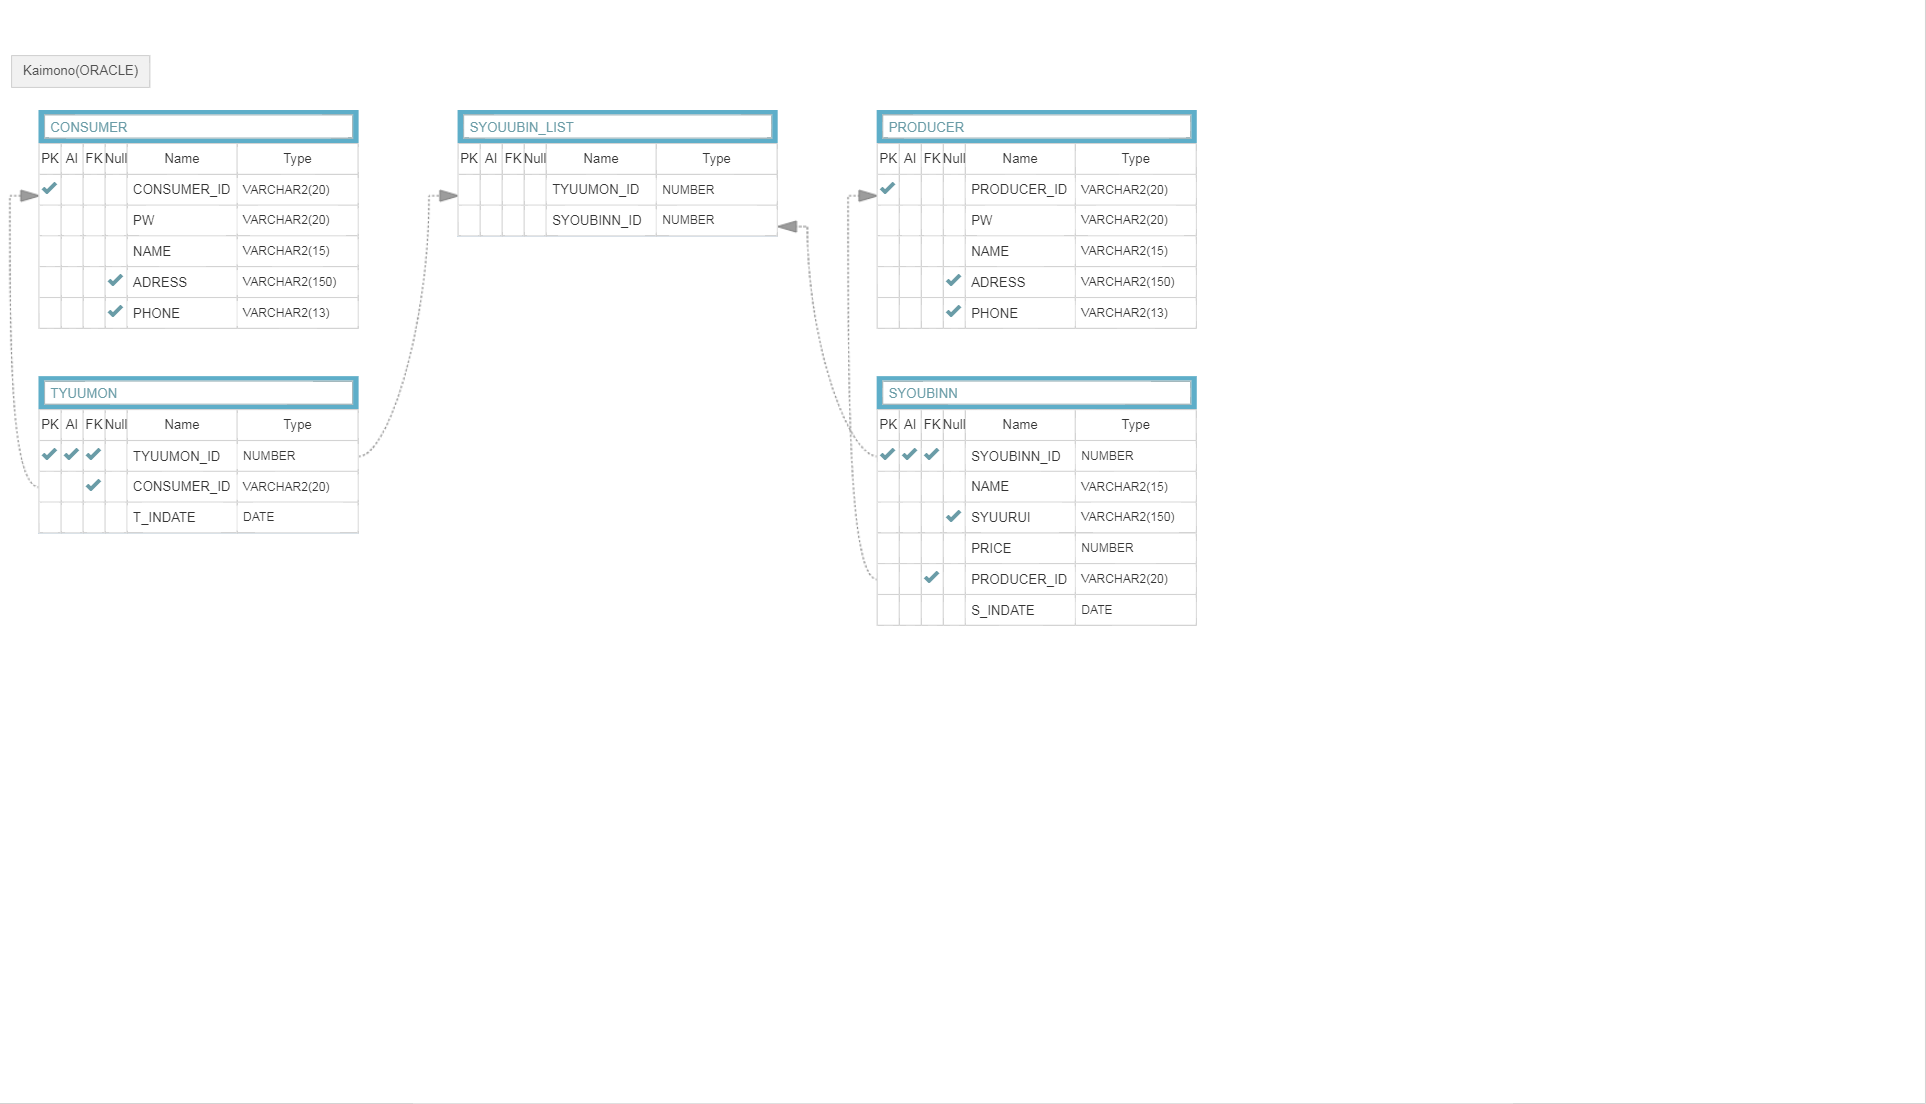 Kaimono(ORACLE)
CONSUMER
PK AI FK Null Name Type
CONSUMER_ID VARCHAR2(20)
PW VARCHAR2(20)
NAME VARCHAR2(15)
ADRESS VARCHAR2(150)
PHONE VARCHAR2(13)
SYOUUBIN_LIST
PK AI FK Null Name Type
TYUUMON_ID NUMBER
SYOUBINN_ID NUMBER
PRODUCER
PK AI FK Null Name Type
PRODUCER_ID VARCHAR2(20)
PW VARCHAR2(20)
NAME VARCHAR2(15)
ADRESS VARCHAR2(150)
PHONE VARCHAR2(13)
TYUUMON
PK AI FK Null Name Type
TYUUMON_ID NUMBER
CONSUMER_ID VARCHAR2(20)
T_INDATE DATE
SYOUBINN
PK AI FK Null Name Type
SYOUBINN_ID NUMBER
NAME VARCHAR2(15)
SYUURUI VARCHAR2(150)
PRICE NUMBER
PRODUCER_ID VARCHAR2(20)
S_INDATE DATE